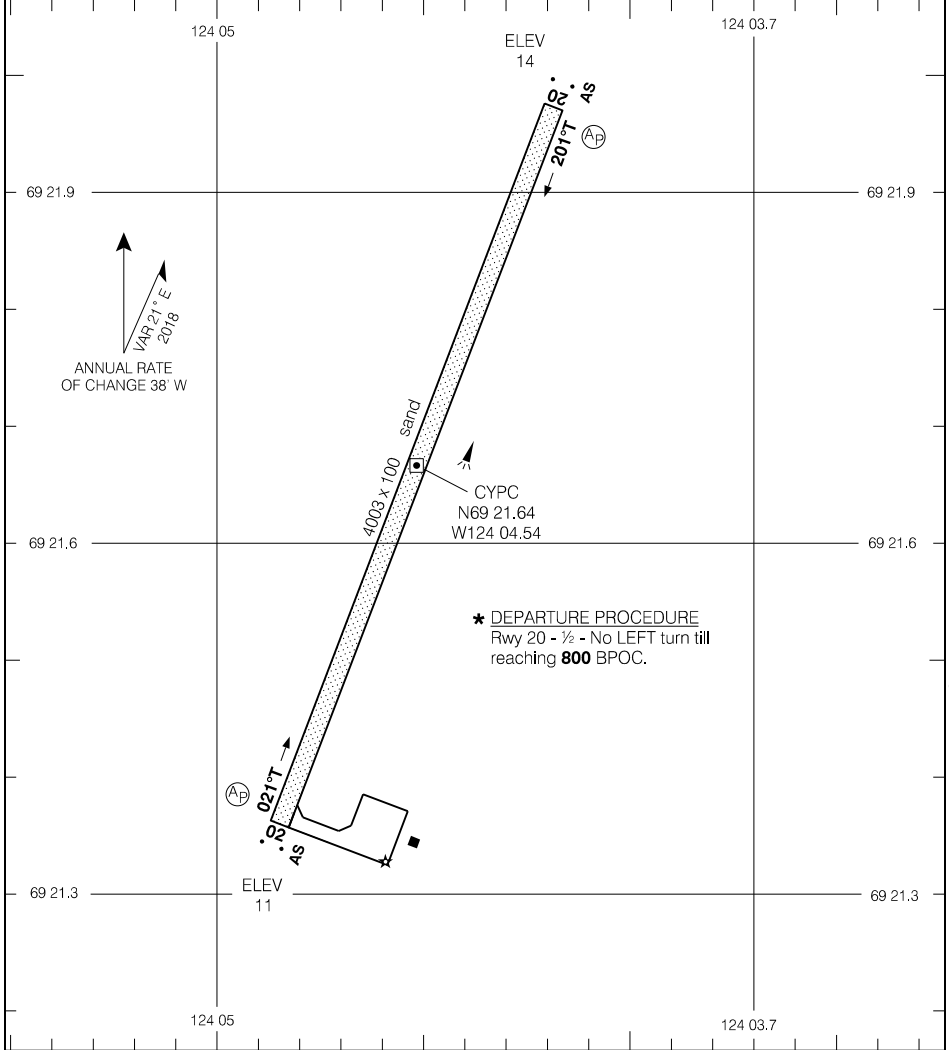 124 05
124 03.7
ELEV
14
20
AS
201°T
AP
69 21.9
69 21.9
VAR 21° E
2018
ANNUAL RATE
OF CHANGE 38' W
4003 x 100 sand
CYPC
N69 21.64
W124 04.54
69 21.6
69 21.6
* DEPARTURE PROCEDURE
Rwy 20 - ½ - No LEFT turn till
reaching 800 BPOC.
021°T
AP
02
AS
ELEV
11
69 21.3
69 21.3
124 05
124 03.7